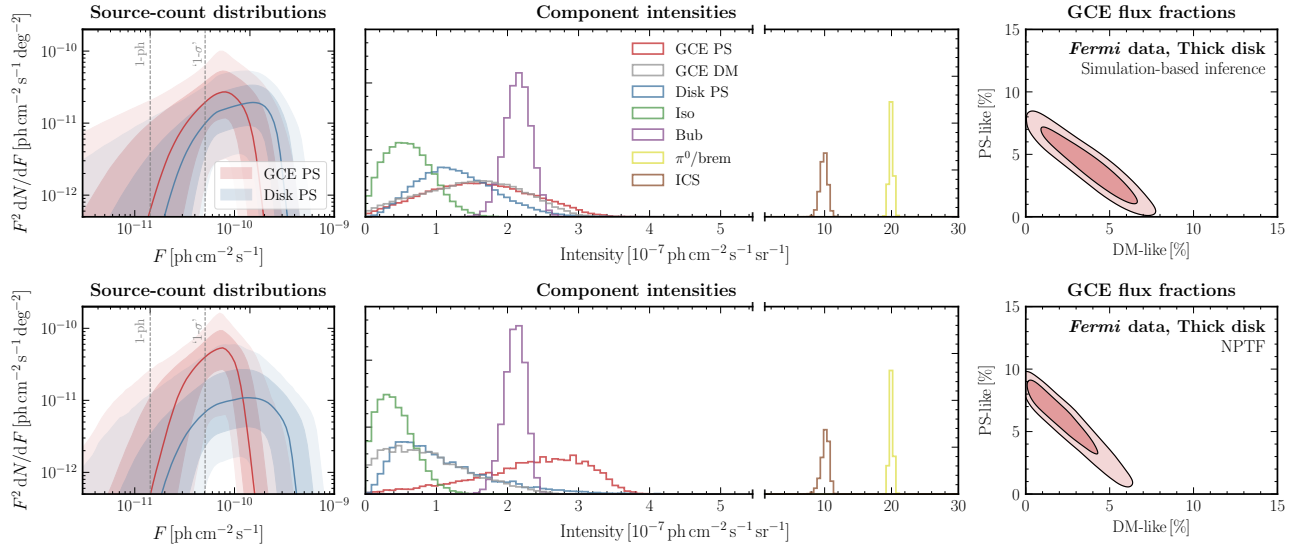 Source-count distributions
Component intensities
GCE flux fractions
F² dN/dF [ph cm⁻² s⁻¹ deg⁻²]
10⁻¹⁰
10⁻¹¹
10⁻¹²
1-ph
'1-σ'
GCE PS
Disk PS
10⁻¹¹ 10⁻¹⁰ 10⁻⁹
F [ph cm⁻² s⁻¹]
GCE PS
GCE DM
Disk PS
Iso
Bub
π⁰/brem
ICS
0 1 2 3 4 5 10 20 30
Intensity [10⁻⁷ ph cm⁻² s⁻¹ sr⁻¹]
Fermi data, Thick disk
Simulation-based inference
PS-like [%]
15
10
5
0
0 5 10 15
DM-like [%]
Source-count distributions
Component intensities
GCE flux fractions
F² dN/dF [ph cm⁻² s⁻¹ deg⁻²]
10⁻¹⁰
10⁻¹¹
10⁻¹²
1-ph
'1-σ'
10⁻¹¹ 10⁻¹⁰ 10⁻⁹
F [ph cm⁻² s⁻¹]
0 1 2 3 4 5 10 20 30
Intensity [10⁻⁷ ph cm⁻² s⁻¹ sr⁻¹]
Fermi data, Thick disk
NPTF
PS-like [%]
15
10
5
0
0 5 10 15
DM-like [%]